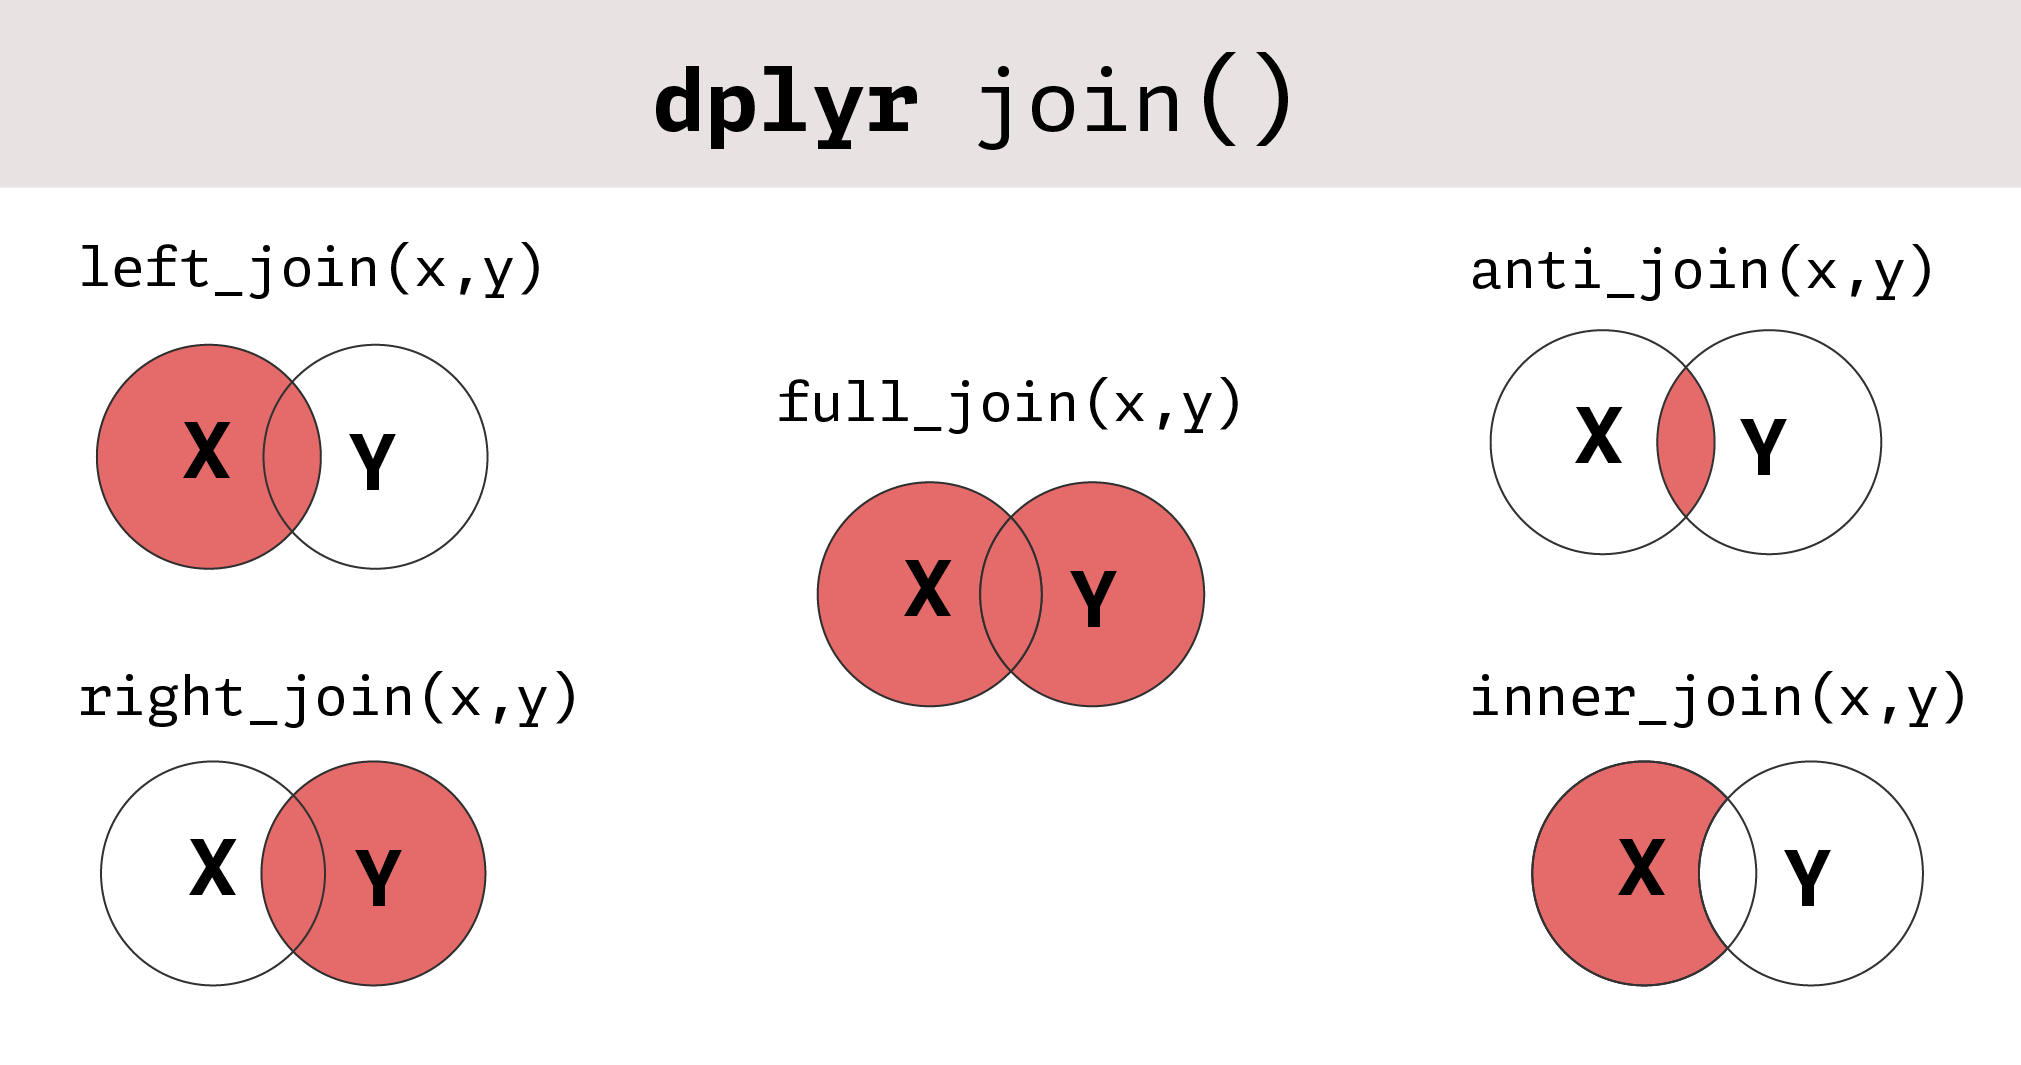 dplyr join()
left_join(x,y)
X Y
right_join(x,y)
X Y
full_join(x,y)
X Y
anti_join(x,y)
X Y
inner_join(x,y)
X Y